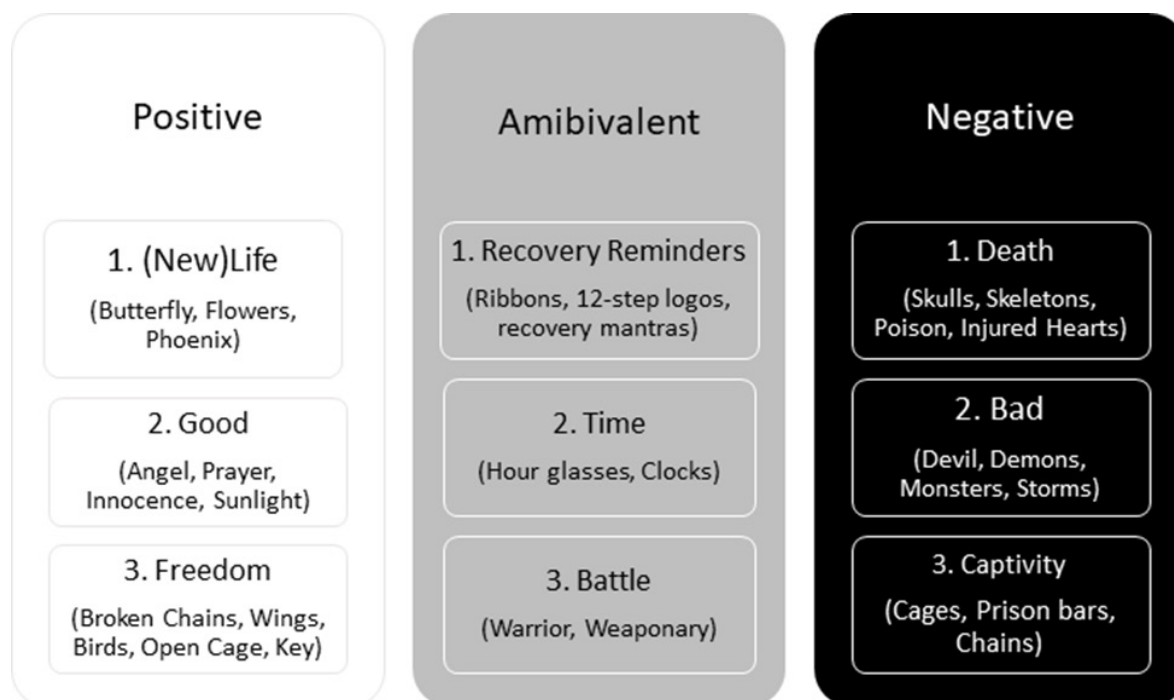 Positive
1. (New)Life
(Butterfly, Flowers,
Phoenix)
2. Good
(Angel, Prayer,
Innocence, Sunlight)
3. Freedom
(Broken Chains, Wings,
Birds, Open Cage, Key)
Amibivalent
1. Recovery Reminders
(Ribbons, 12-step logos,
recovery mantras)
2. Time
(Hour glasses, Clocks)
3. Battle
(Warrior, Weaponary)
Negative
1. Death
(Skulls, Skeletons,
Poison, Injured Hearts)
2. Bad
(Devil, Demons,
Monsters, Storms)
3. Captivity
(Cages, Prison bars,
Chains)